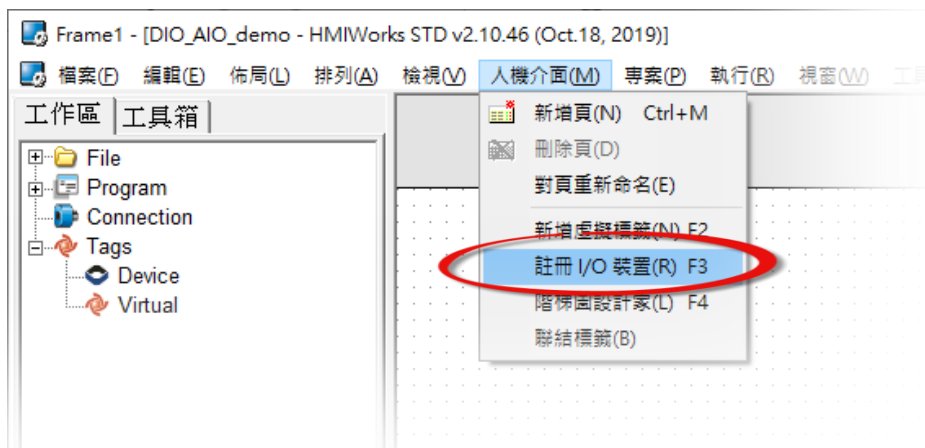 Frame1 - [DIO_AIO_demo - HMIWorks STD v2.10.46 (Oct.18, 2019)]
檔案(F) 編輯(E) 佈局(L) 排列(A) 檢視(V) 人機介面(M) 專案(P) 執行(R) 視窗(W) 工具
工作區 工具箱
新增頁(N) Ctrl+M
刪除頁(D)
對頁重新命名(E)
新增虛擬標籤(N) F2
註冊 I/O 裝置(R) F3
階梯圖設計家(L) F4
聯結標籤(B)
File
Program
Connection
Tags
Device
Virtual